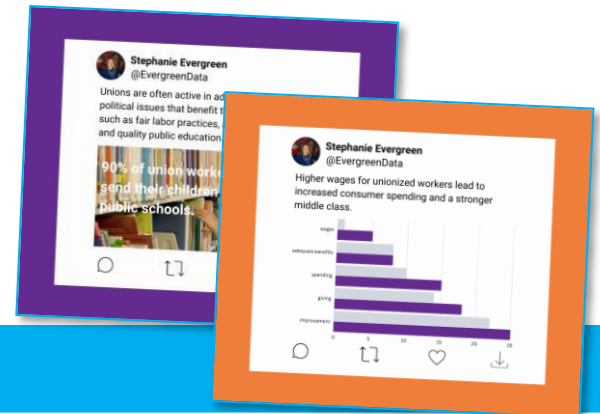 Stephanie Evergreen
@EvergreenData
Unions are often active in
political issues that benefit
such as fair labor practices,
and quality public education
90% of union
send their children
public schools.
Stephanie Evergreen
@EvergreenData
Higher wages for unionized workers lead to
increased consumer spending and a stronger
middle class.
wages
adequate benefits
spending
giving
improvement
0 5 10 15 20 25